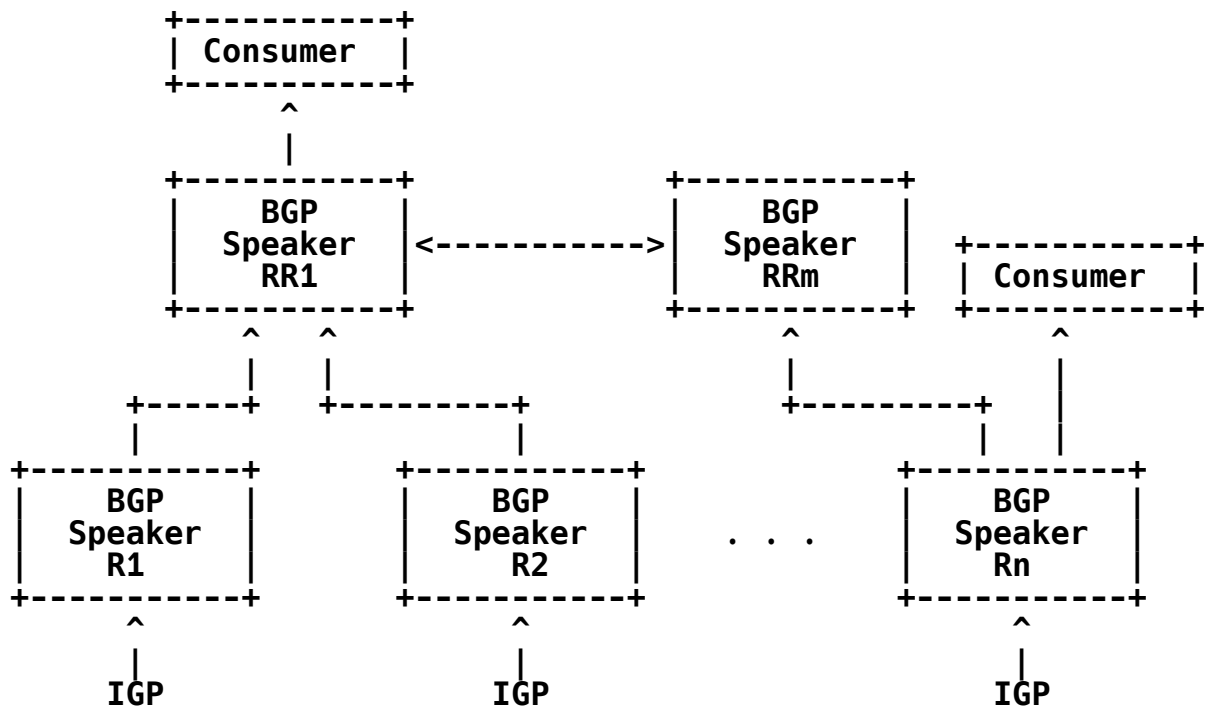 Consumer
BGP BGP
Speaker Speaker
RR1 RRm Consumer
BGP BGP BGP
Speaker Speaker . . . Speaker
R1 R2 Rn
IGP IGP IGP